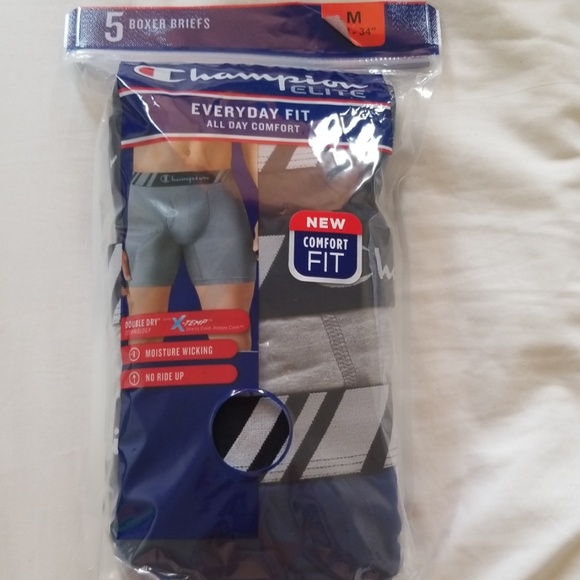 5 BOXER BRIEFS
M
34"
Champion
ELITE
EVERYDAY FIT
ALL DAY COMFORT
Champion
NEW
COMFORT
FIT
DOUBLE DRY
X-TEMP
MOISTURE WICKING
NO RIDE UP